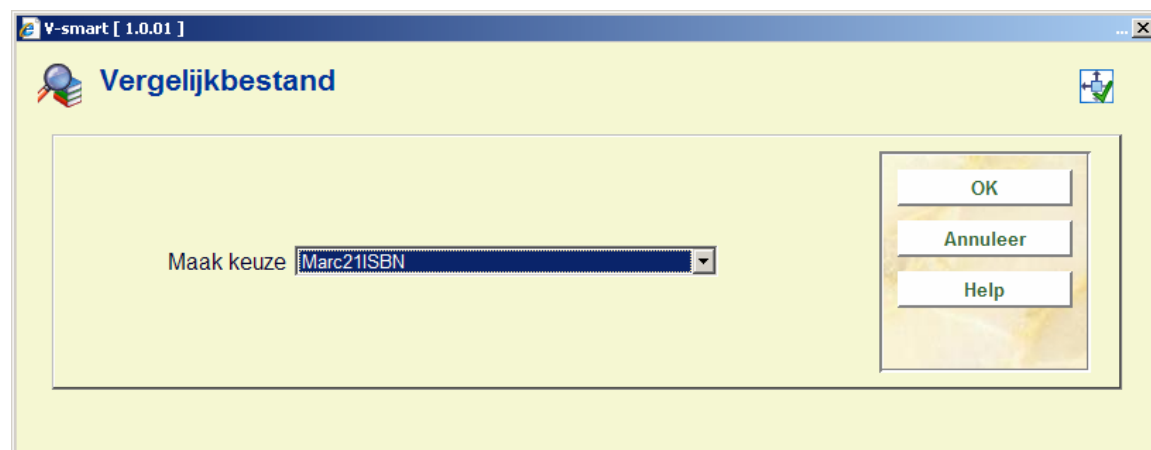 V-smart [ 1.0.01 ]
...
Vergelijkbestand
OK
Annuleer
Maak keuze Marc21ISBN
Help